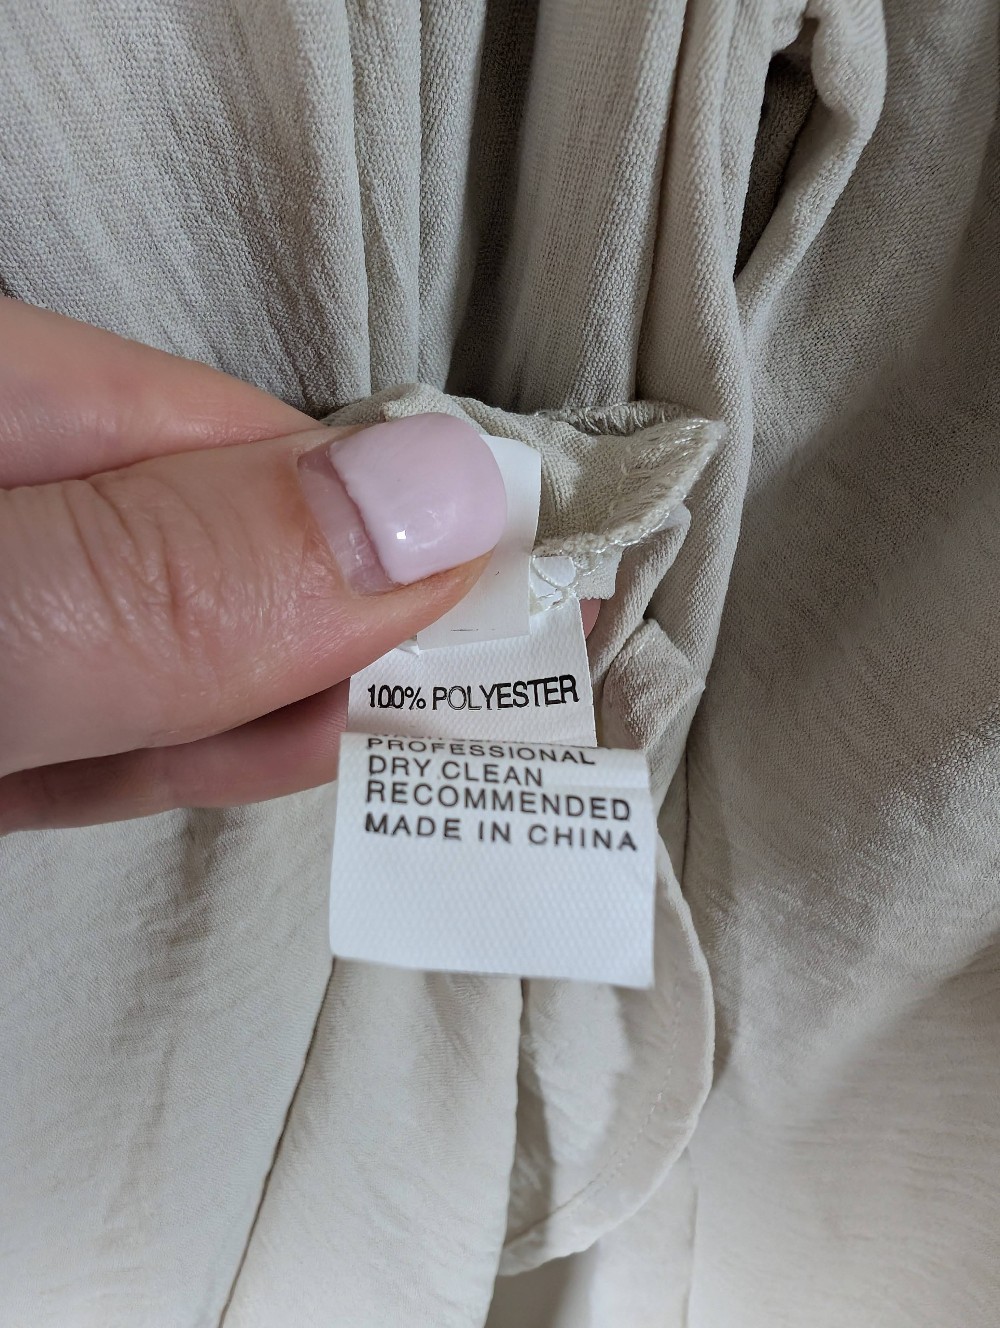 100% POLYESTER
PROFESSIONAL
DRY CLEAN
RECOMMENDED
MADE IN CHINA